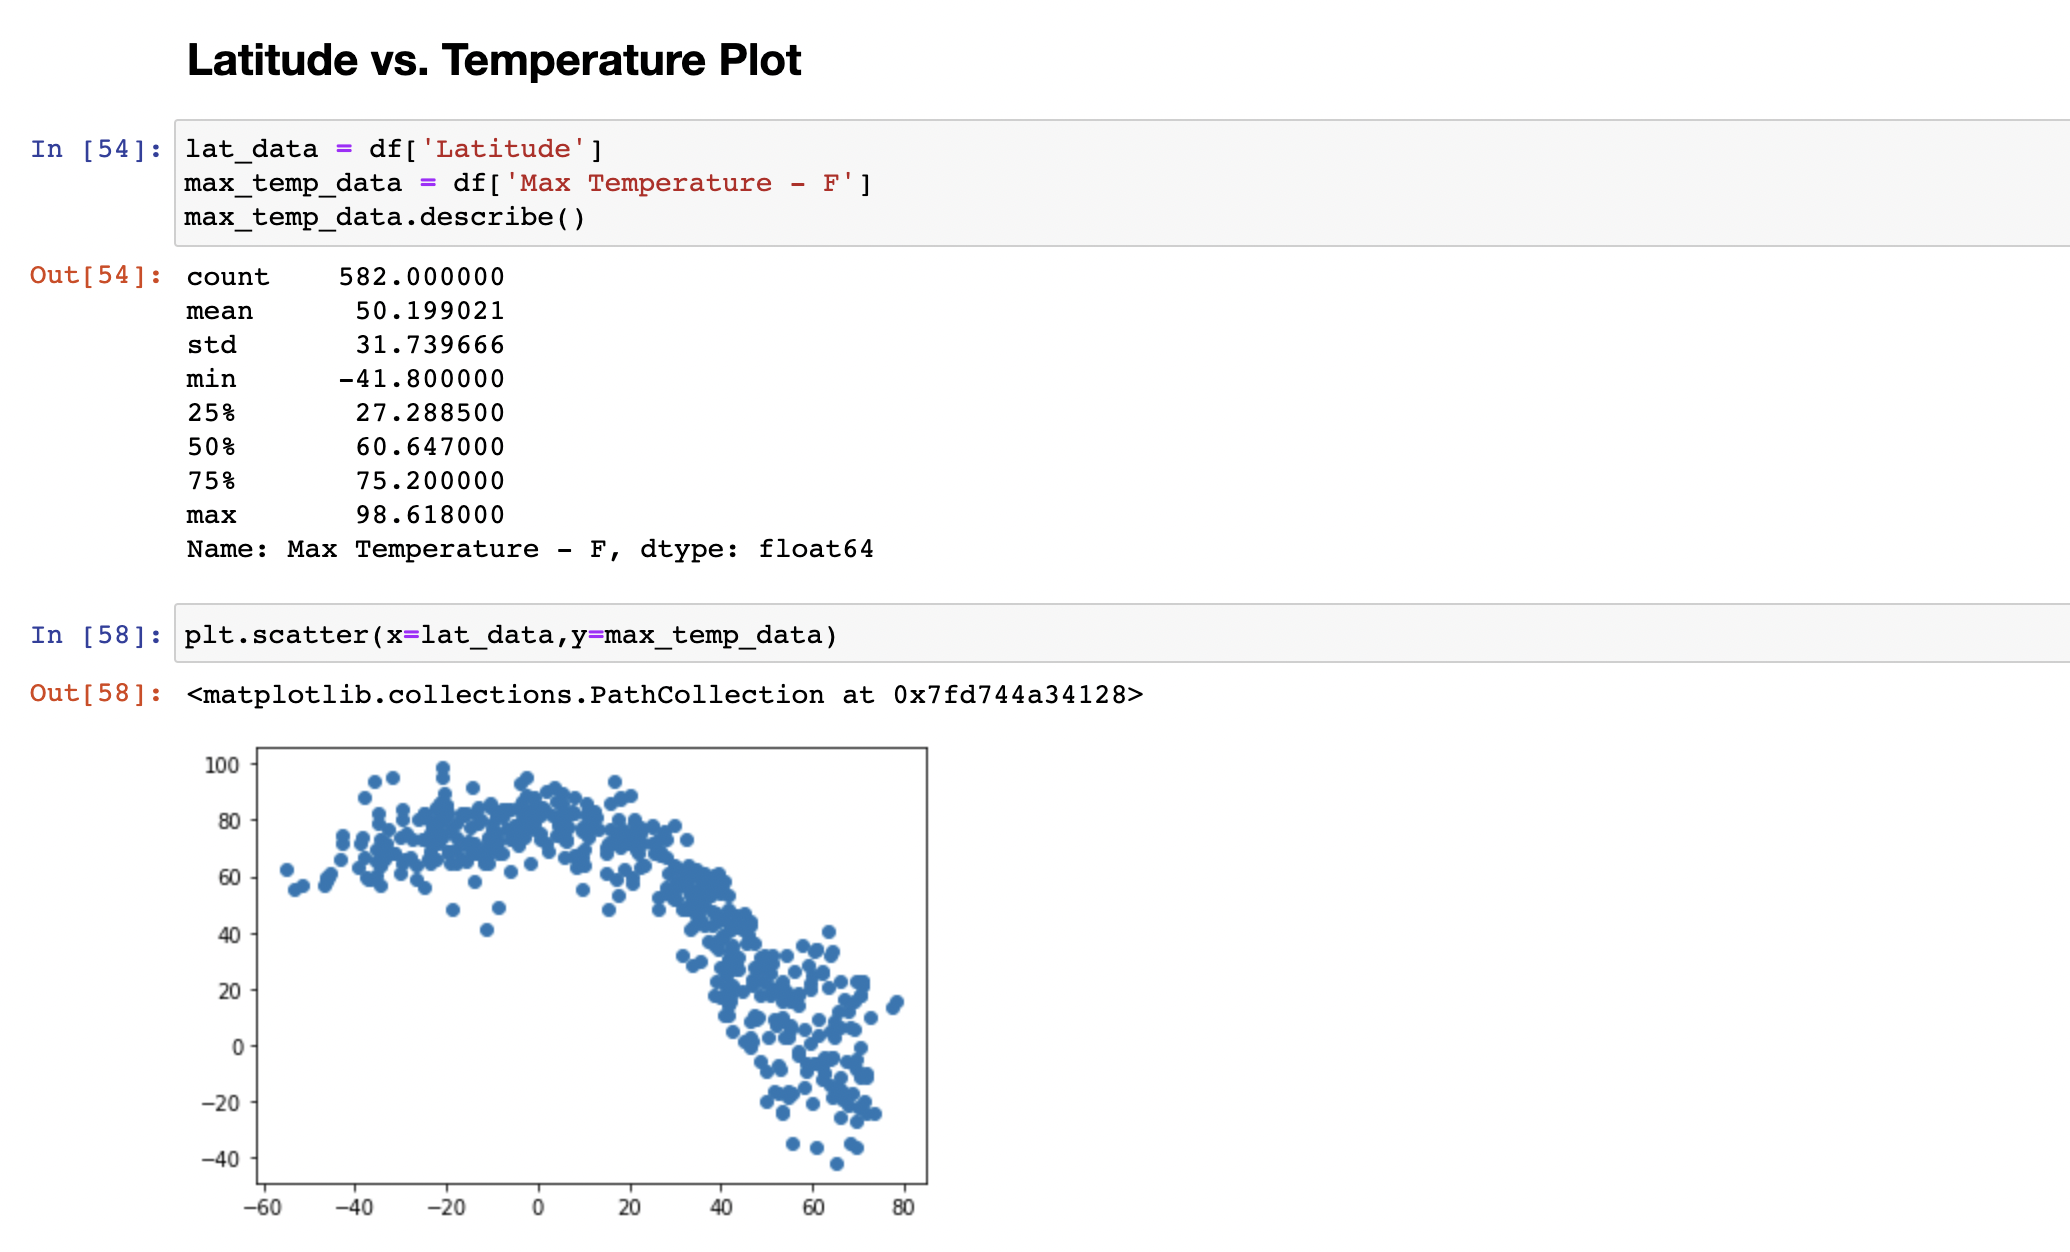 Latitude vs. Temperature Plot
In [54]:
lat_data = df['Latitude']
max_temp_data = df['Max Temperature - F']
max_temp_data.describe()
Out[54]:
count    582.000000
mean      50.199021
std       31.739666
min      -41.800000
25%       27.288500
50%       60.647000
75%       75.200000
max       98.618000
Name: Max Temperature - F, dtype: float64
In [58]:
plt.scatter(x=lat_data,y=max_temp_data)
Out[58]:
<matplotlib.collections.PathCollection at 0x7fd744a34128>
100
80
60
40
20
0
−20
−40
−60 −40 −20 0 20 40 60 80